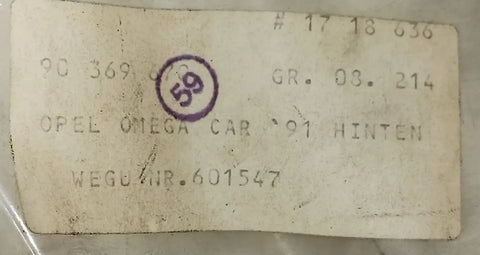 # 17 18 636
90 369
GR. 08. 214
59
OPEL OMEGA CAR '91 HINTEN
WEGU NR.601547